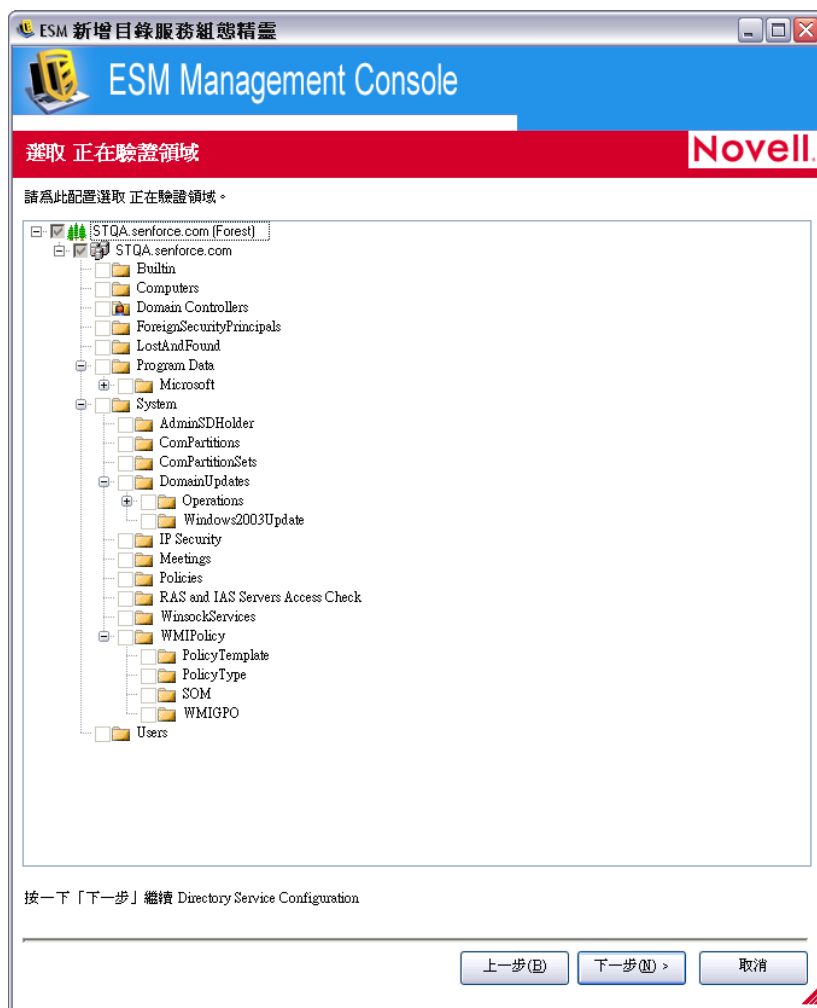 ESM 新增目錄服務組態精靈
ESM Management Console
選取 正在驗證領域
Novell.
請為此配置選取 正在驗證領域。
STQA.senforce.com (Forest)
STQA.senforce.com
Builtin
Computers
Domain Controllers
ForeignSecurityPrincipals
LostAndFound
Program Data
Microsoft
System
AdminSDHolder
ComPartitions
ComPartitionSets
DomainUpdates
Operations
Windows2003Update
IP Security
Meetings
Policies
RAS and IAS Servers Access Check
WinsockServices
WMIPolicy
PolicyTemplate
PolicyType
SOM
WMIGPO
Users
按一下「下一步」繼續 Directory Service Configuration
上一步(B) 下一步(N) > 取消